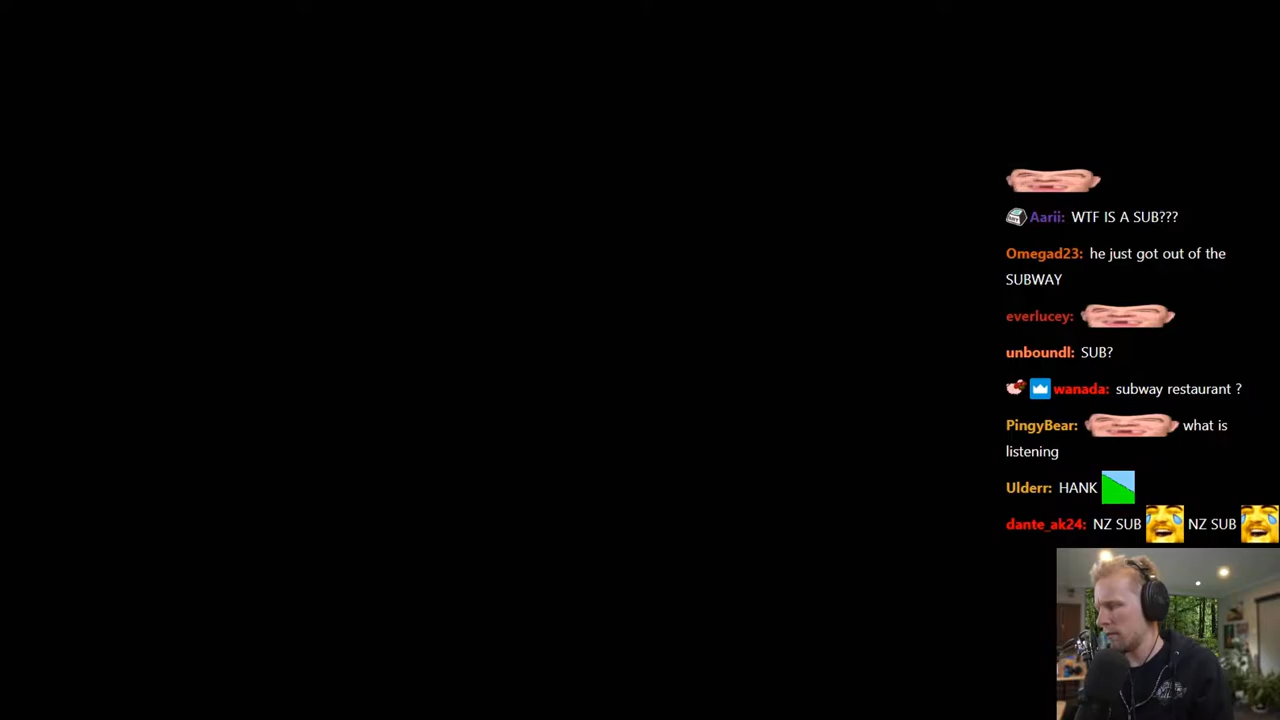 Aarii: WTF IS A SUB???
Omegad23: he just got out of the
SUBWAY
everlucey:
unboundl: SUB?
wanada: subway restaurant ?
PingyBear: what is
listening
Ulderr: HANK
dante_ak24: NZ SUB NZ SUB